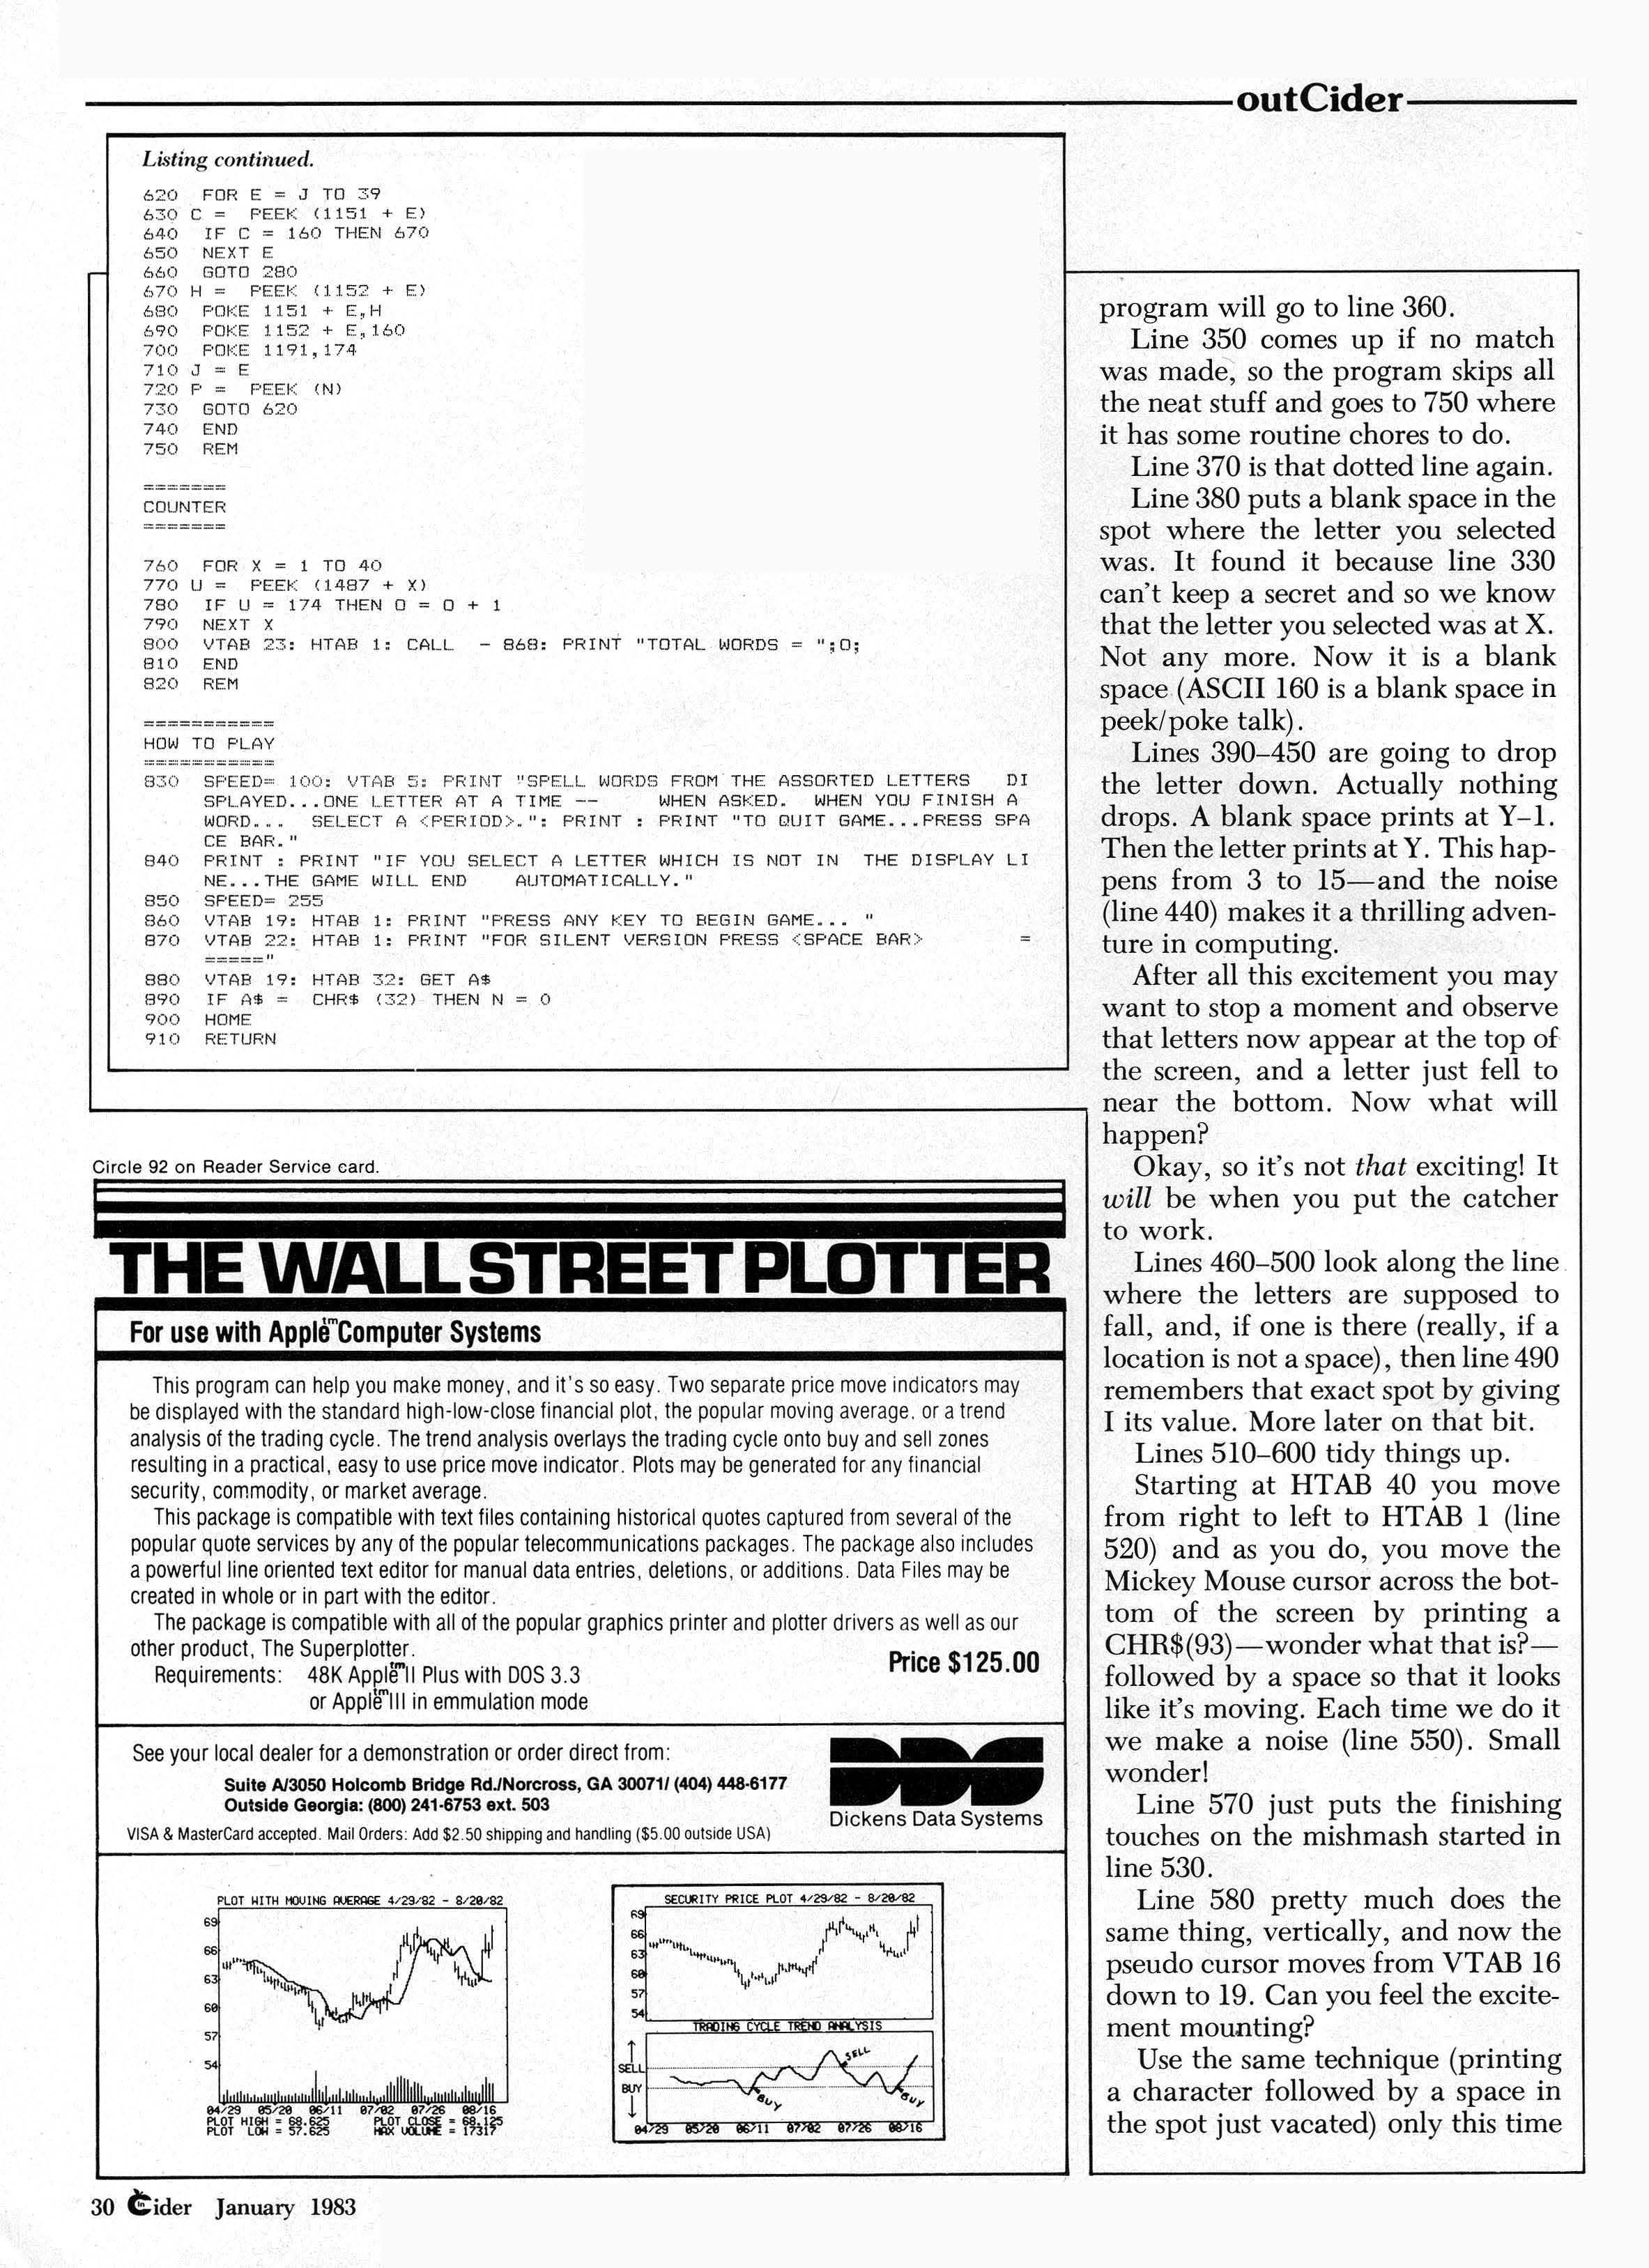 outCider
Listing continued.
620  FOR E = J TO 39
630 C =  PEEK (1151 + E)
640  IF C = 160 THEN 670
650  NEXT E
660  GOTO 280
670 H =  PEEK (1152 + E)
680  POKE 1151 + E,H
690  POKE 1152 + E,160
700  POKE 1191,174
710 J = E
720 P =  PEEK (N)
730  GOTO 620
740  END
750  REM
=======
COUNTER
=======
760  FOR X = 1 TO 40
770 U =  PEEK (1487 + X)
780  IF U = 174 THEN O = O + 1
790  NEXT X
800  VTAB 23: HTAB 1: CALL  - 868: PRINT "TOTAL WORDS = ";O;
810  END
820  REM
===========
HOW TO PLAY
===========
830  SPEED= 100: VTAB 5: PRINT "SPELL WORDS FROM THE ASSORTED LETTERS   DI
SPLAYED...ONE LETTER AT A TIME --     WHEN ASKED.  WHEN YOU FINISH A
WORD...  SELECT A <PERIOD>.": PRINT : PRINT "TO QUIT GAME...PRESS SPA
CE BAR."
840  PRINT : PRINT "IF YOU SELECT A LETTER WHICH IS NOT IN  THE DISPLAY LI
NE...THE GAME WILL END    AUTOMATICALLY."
850  SPEED= 255
860  VTAB 19: HTAB 1: PRINT "PRESS ANY KEY TO BEGIN GAME... "
870  VTAB 22: HTAB 1: PRINT "FOR SILENT VERSION PRESS <SPACE BAR>        =
====="
880  VTAB 19: HTAB 32: GET A$
890  IF A$ =  CHR$ (32) THEN N = 0
900  HOME
910  RETURN
program will go to line 360.
Line 350 comes up if no match
was made, so the program skips all
the neat stuff and goes to 750 where
it has some routine chores to do.
Line 370 is that dotted line again.
Line 380 puts a blank space in the
spot where the letter you selected
was. It found it because line 330
can't keep a secret and so we know
that the letter you selected was at X.
Not any more. Now it is a blank
space (ASCII 160 is a blank space in
peek/poke talk).
Lines 390–450 are going to drop
the letter down. Actually nothing
drops. A blank space prints at Y–1.
Then the letter prints at Y. This hap-
pens from 3 to 15—and the noise
(line 440) makes it a thrilling adven-
ture in computing.
After all this excitement you may
want to stop a moment and observe
that letters now appear at the top of
the screen, and a letter just fell to
near the bottom. Now what will
happen?
Okay, so it's not that exciting! It
will be when you put the catcher
to work.
Lines 460–500 look along the line
where the letters are supposed to
fall, and, if one is there (really, if a
location is not a space), then line 490
remembers that exact spot by giving
I its value. More later on that bit.
Lines 510–600 tidy things up.
Starting at HTAB 40 you move
from right to left to HTAB 1 (line
520) and as you do, you move the
Mickey Mouse cursor across the bot-
tom of the screen by printing a
CHR$(93)—wonder what that is?—
followed by a space so that it looks
like it's moving. Each time we do it
we make a noise (line 550). Small
wonder!
Line 570 just puts the finishing
touches on the mishmash started in
line 530.
Line 580 pretty much does the
same thing, vertically, and now the
pseudo cursor moves from VTAB 16
down to 19. Can you feel the excite-
ment mounting?
Use the same technique (printing
a character followed by a space in
the spot just vacated) only this time
Circle 92 on Reader Service card.
THE WALL STREET PLOTTER
For use with Apple™ Computer Systems
This program can help you make money, and it's so easy. Two separate price move indicators may
be displayed with the standard high-low-close financial plot, the popular moving average, or a trend
analysis of the trading cycle. The trend analysis overlays the trading cycle onto buy and sell zones
resulting in a practical, easy to use price move indicator. Plots may be generated for any financial
security, commodity, or market average.
This package is compatible with text files containing historical quotes captured from several of the
popular quote services by any of the popular telecommunications packages. The package also includes
a powerful line oriented text editor for manual data entries, deletions, or additions. Data Files may be
created in whole or in part with the editor.
The package is compatible with all of the popular graphics printer and plotter drivers as well as our
other product, The Superplotter.
Price $125.00
Requirements: 48K Apple™ II Plus with DOS 3.3
or Apple™ III in emmulation mode
See your local dealer for a demonstration or order direct from:
Suite A/3050 Holcomb Bridge Rd./Norcross, GA 30071/ (404) 448-6177
Outside Georgia: (800) 241-6753 ext. 503
VISA & MasterCard accepted. Mail Orders: Add $2.50 shipping and handling ($5.00 outside USA)
DDS
Dickens Data Systems
PLOT WITH MOVING AVERAGE 4/29/82 - 8/20/82
69
66
63
60
57
54
04/29 05/20 06/11 07/02 07/26 08/16
PLOT HIGH = 69.625 PLOT CLOSE = 68.125
PLOT LOW = 57.625 MAX VOLUME = 17317
SECURITY PRICE PLOT 4/29/82 - 8/20/82
69
66
63
60
57
54
TRADING CYCLE TREND ANALYSIS
SELL
BUY
SELL
BUY
BUY
04/29 05/20 06/11 07/02 07/26 08/16
30 inCider January 1983